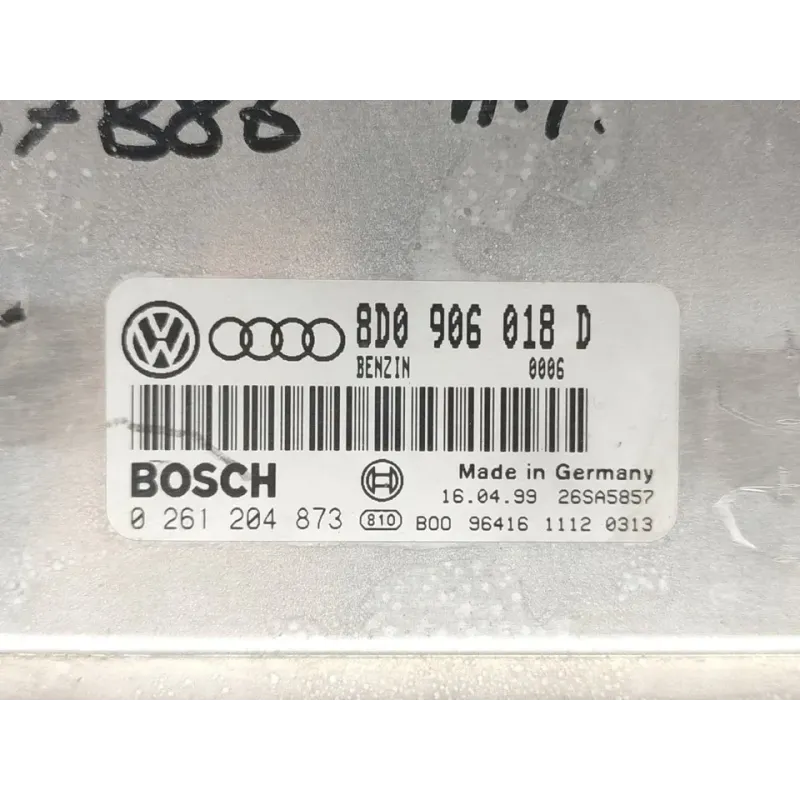 7B8B
8D0 906 018 D
BENZIN 0006
BOSCH
Made in Germany
16.04.99 26SA5857
0 261 204 873 810 B00 96416 1112 0313